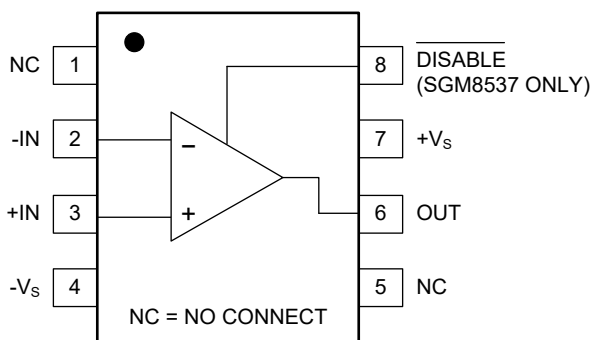 NC 1
-IN 2
+IN 3
-VS 4
8 DISABLE
(SGM8537 ONLY)
7 +VS
6 OUT
5 NC
−
+
NC = NO CONNECT